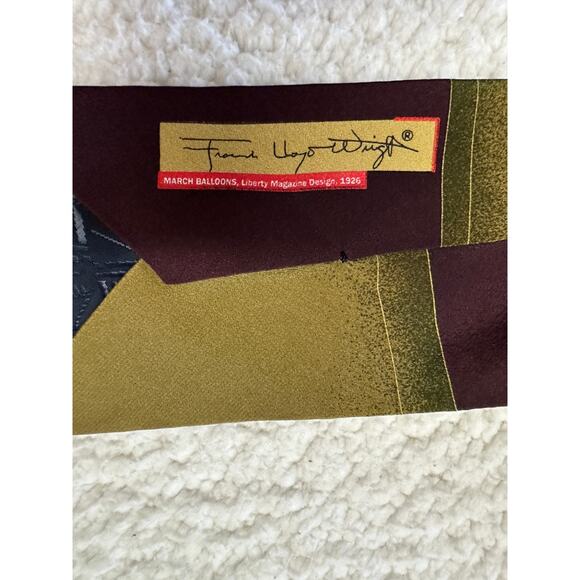 Frank Lloyd Wright®
MARCH BALLOONS, Liberty Magazine Design, 1926